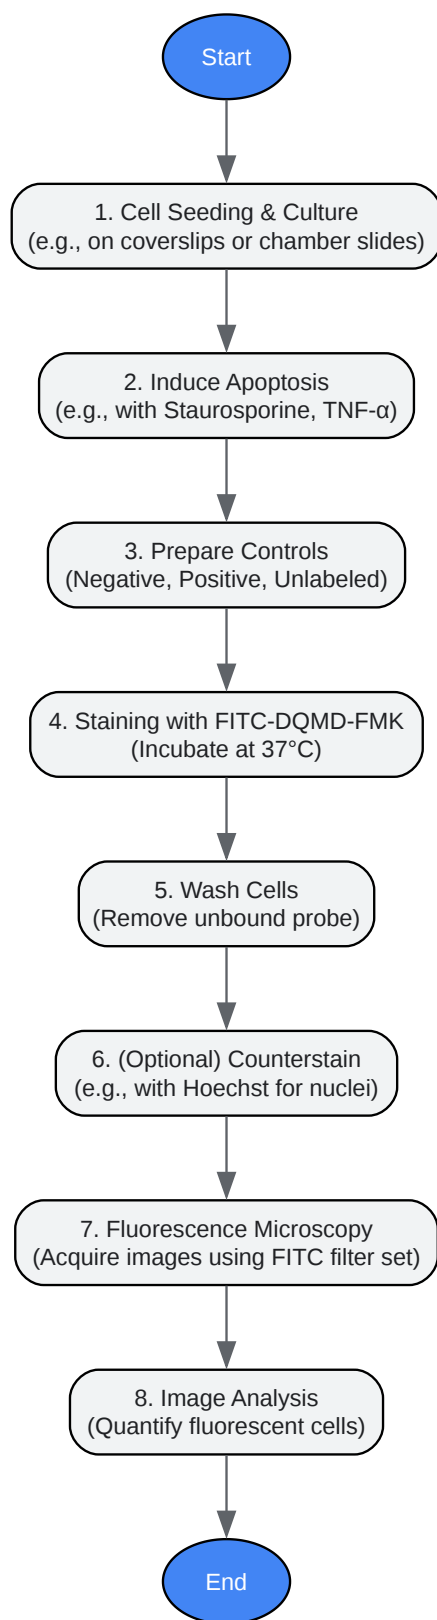 Start
1. Cell Seeding & Culture
(e.g., on coverslips or chamber slides)
2. Induce Apoptosis
(e.g., with Staurosporine, TNF-α)
3. Prepare Controls
(Negative, Positive, Unlabeled)
4. Staining with FITC-DQMD-FMK
(Incubate at 37°C)
5. Wash Cells
(Remove unbound probe)
6. (Optional) Counterstain
(e.g., with Hoechst for nuclei)
7. Fluorescence Microscopy
(Acquire images using FITC filter set)
8. Image Analysis
(Quantify fluorescent cells)
End